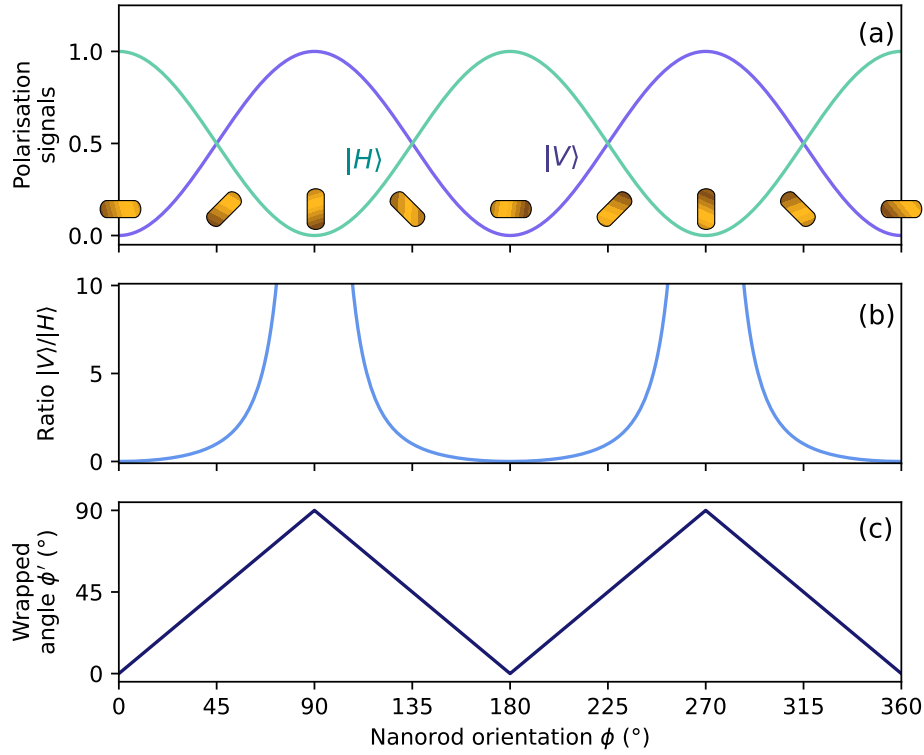 (a)
Polarisation
signals
1.0
0.5
0.0
|H⟩
|V⟩
(b)
Ratio |V⟩/|H⟩
10
5
0
(c)
Wrapped
angle ϕ′ (°)
90
45
0
0 45 90 135 180 225 270 315 360
Nanorod orientation ϕ (°)